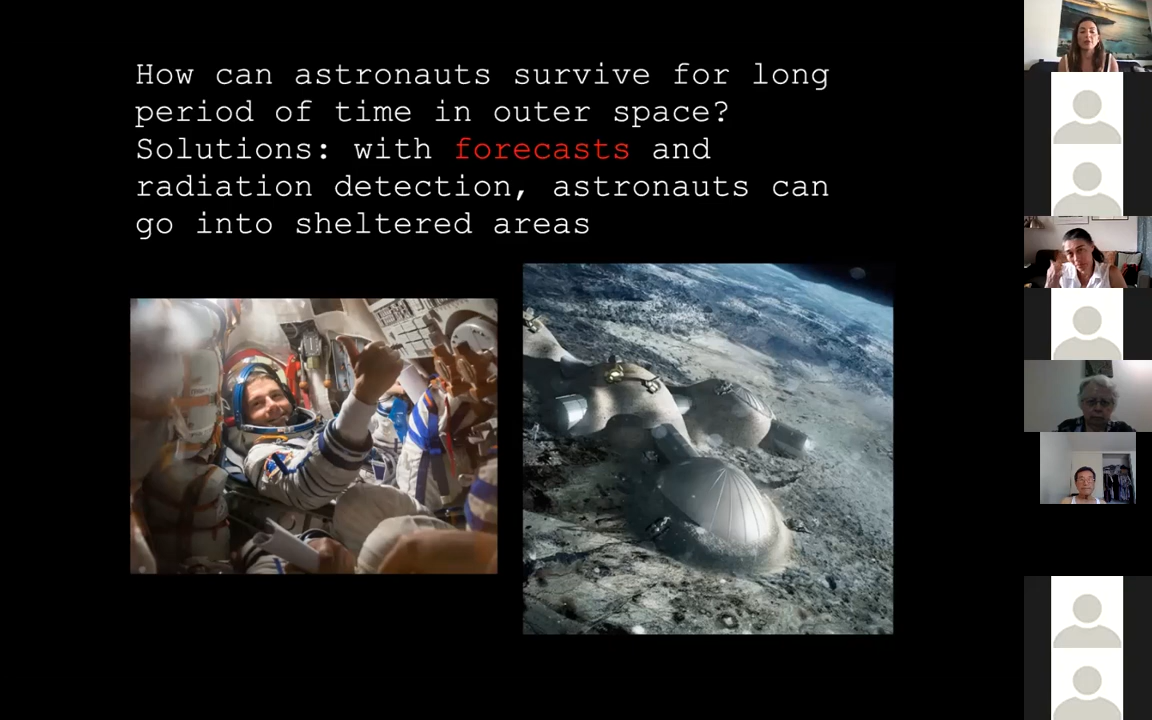 How can astronauts survive for long
period of time in outer space?
Solutions: with forecasts and
radiation detection, astronauts can
go into sheltered areas